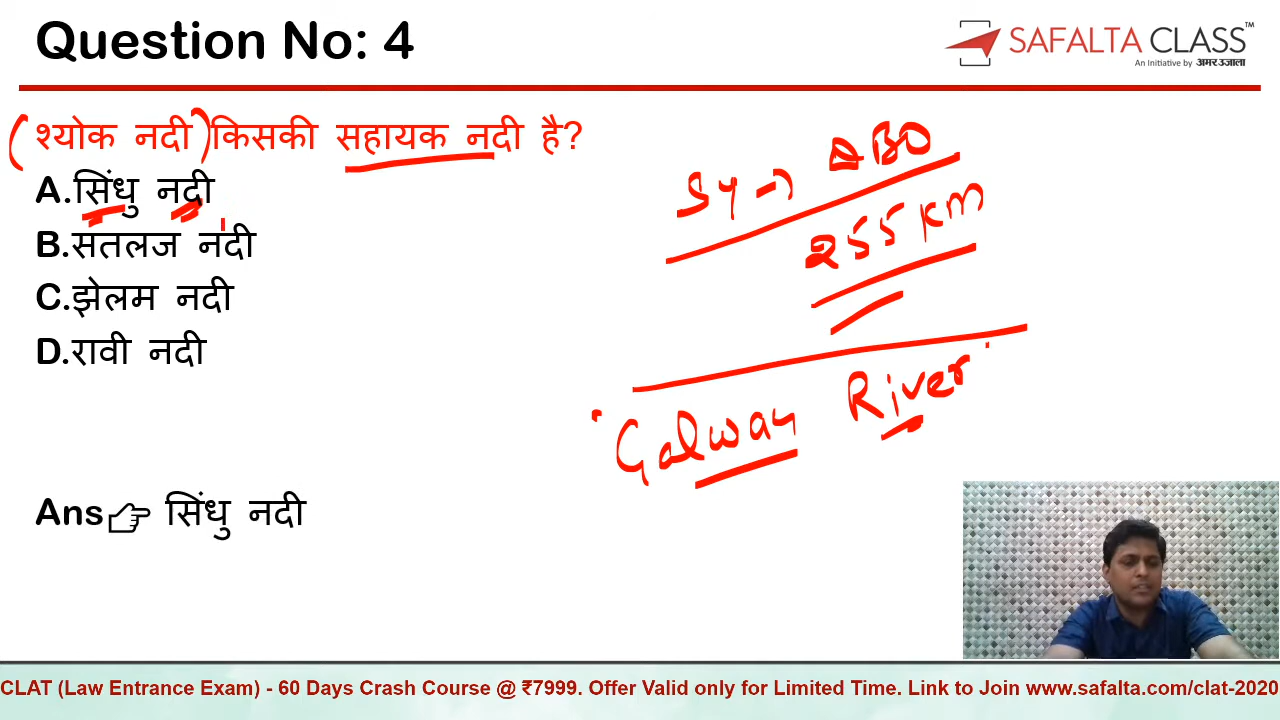 Question No: 4
SAFALTA CLASS™
An Initiative by अमर उजाला
(श्योक नदी) किसकी सहायक नदी है?
A.सिंधु नदी
B.सतलज नदी
C.झेलम नदी
D.रावी नदी
DBO
255 km
Galwan River
Ans सिंधु नदी
CLAT (Law Entrance Exam) - 60 Days Crash Course @ ₹7999. Offer Valid only for Limited Time. Link to Join www.safalta.com/clat-2020